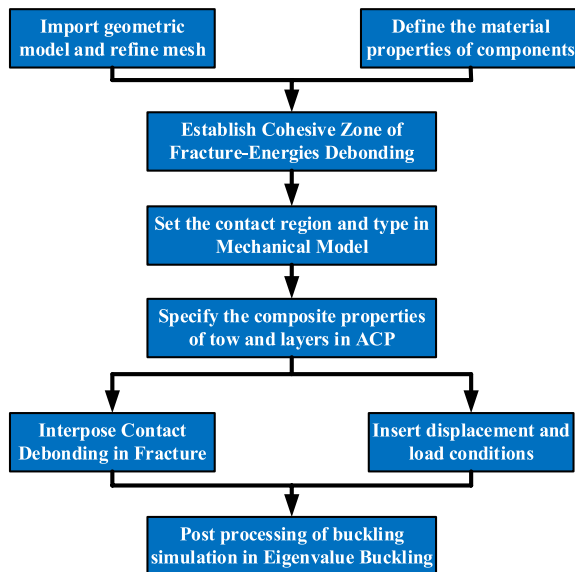 Import geometric
model and refine mesh
Define the material
properties of components
Establish Cohesive Zone of
Fracture-Energies Debonding
Set the contact region and type in
Mechanical Model
Specify the composite properties
of tow and layers in ACP
Interpose Contact
Debonding in Fracture
Insert displacement and
load conditions
Post processing of buckling
simulation in Eigenvalue Buckling